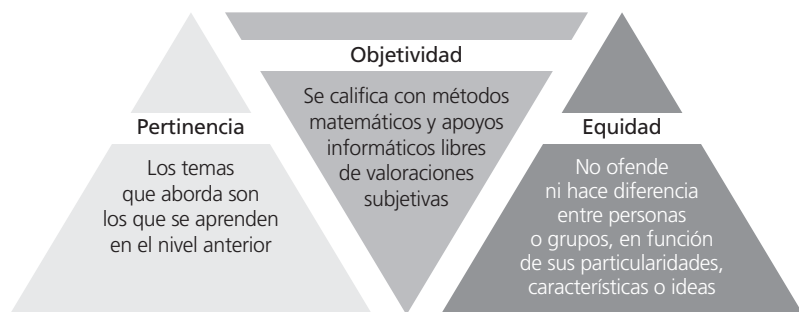 Pertinencia
Los temas
que aborda son
los que se aprenden
en el nivel anterior
Objetividad
Se califica con métodos
matemáticos y apoyos
informáticos libres
de valoraciones
subjetivas
Equidad
No ofende
ni hace diferencia
entre personas
o grupos, en función
de sus particularidades,
características o ideas